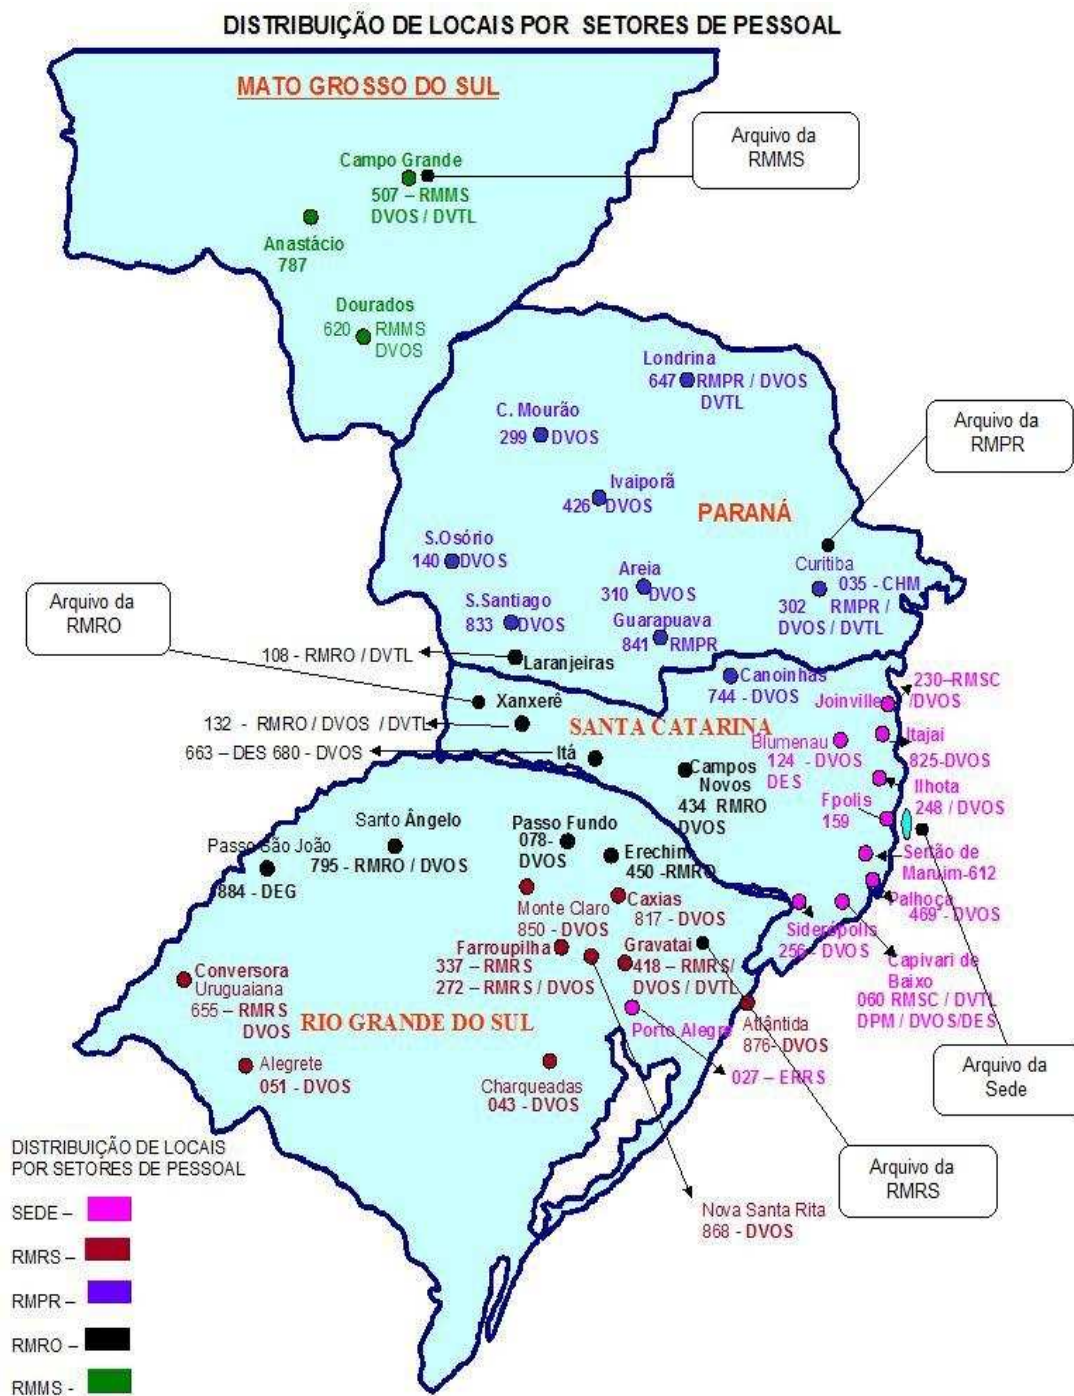 DISTRIBUIÇÃO DE LOCAIS POR SETORES DE PESSOAL
MATO GROSSO DO SUL
Arquivo da
RMMS
Campo Grande
507 – RMMS
DVOS / DVTL
Anastácio
787
Dourados
620 RMMS
DVOS
Londrina
647 RMPR / DVOS
DVTL
C. Mourão
299 DVOS
Arquivo da
RMPR
Ivaiporã
426 DVOS
PARANÁ
S.Osório
140 DVOS
Areia
310 DVOS
Curitiba
035 - CHM
302 RMPR /
DVOS / DVTL
Arquivo da
RMRO
S.Santiago
833 DVOS
Guarapuava
841 RMPR
108 - RMRO / DVTL
Laranjeiras
Canoinhas
744 - DVOS
230–RMSC
/DVOS
Joinville
Xanxerê
132 - RMRO / DVOS / DVTL
SANTA CATARINA
663 – DES 680 - DVOS
Itá
Blumenau
124 - DVOS
DES
Itajai
825-DVOS
Campos
Novos
434 RMRO
DVOS
Ilhota
248 / DVOS
Fpolis
159
Santo Ângelo
795 - RMRO / DVOS
Passo Fundo
078-
DVOS
Passo São João
884 - DEG
Erechim
450 -RMRO
Sertão de
Maruim-612
Palhoça
469 - DVOS
Caxias
817 - DVOS
Monte Claro
850 - DVOS
Siderópolis
256 - DVOS
Farroupilha
337 – RMRS
272 – RMRS / DVOS
Gravatai
418 – RMRS/
DVOS / DVTL
Capivari de
Baixo
060 RMSC / DVTL
DPM / DVOS/DES
Conversora
Uruguaiana
655 – RMRS
DVOS
RIO GRANDE DO SUL
Porto Alegre
Atlântida
876- DVOS
Alegrete
051 - DVOS
Charqueadas
043 - DVOS
027 – ERRS
Arquivo da
Sede
Arquivo da
RMRS
Nova Santa Rita
868 - DVOS
DISTRIBUIÇÃO DE LOCAIS
POR SETORES DE PESSOAL
SEDE –
RMRS –
RMPR –
RMRO –
RMMS -